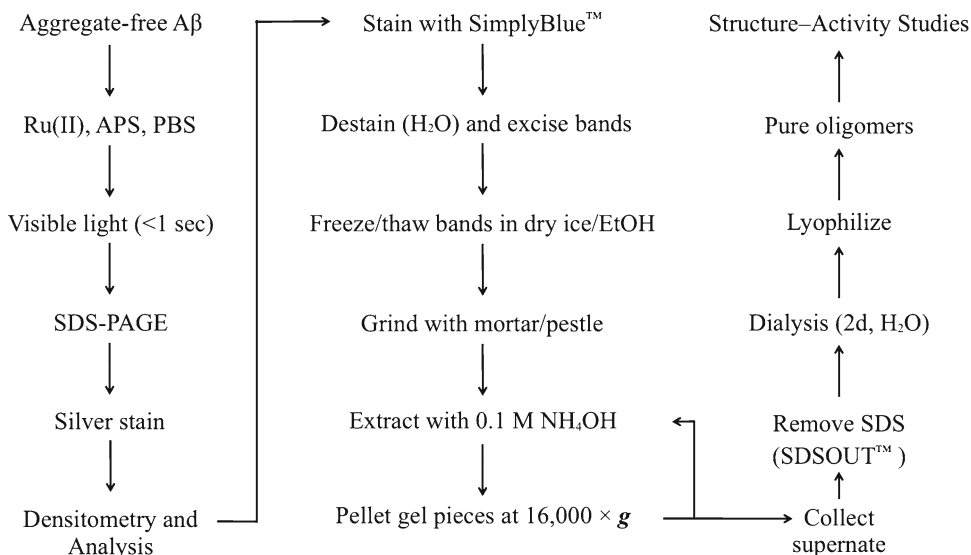 Aggregate-free Aβ
Ru(II), APS, PBS
Visible light (<1 sec)
SDS-PAGE
Silver stain
Densitometry and
Analysis
Stain with SimplyBlue™
Destain (H₂O) and excise bands
Freeze/thaw bands in dry ice/EtOH
Grind with mortar/pestle
Extract with 0.1 M NH₄OH
Pellet gel pieces at 16,000 × g
Collect
supernate
Remove SDS
(SDSOUT™ )
Dialysis (2d, H₂O)
Lyophilize
Pure oligomers
Structure–Activity Studies